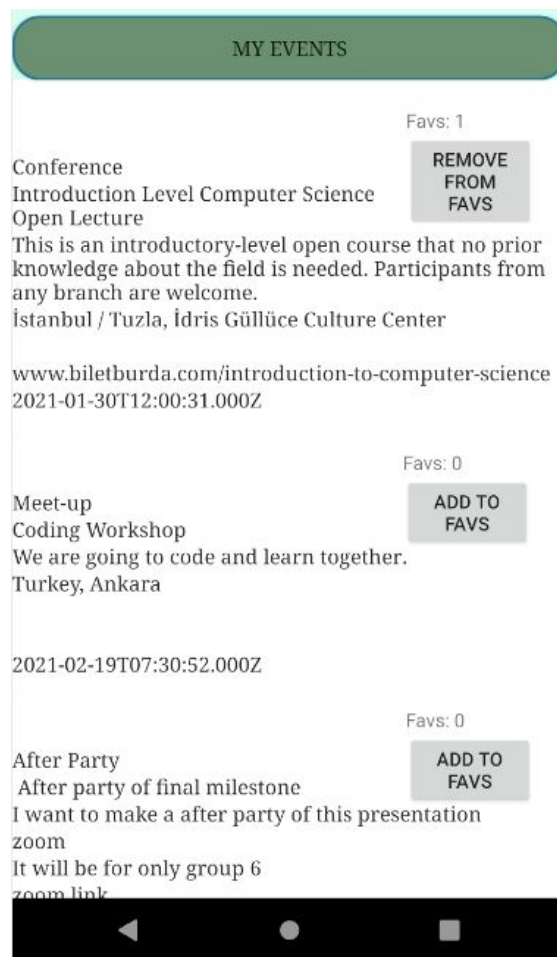 MY EVENTS
Favs: 1
REMOVE
FROM
FAVS
Conference
Introduction Level Computer Science
Open Lecture
This is an introductory-level open course that no prior
knowledge about the field is needed. Participants from
any branch are welcome.
İstanbul / Tuzla, İdris Güllüce Culture Center
www.biletburda.com/introduction-to-computer-science
2021-01-30T12:00:31.000Z
Favs: 0
ADD TO
FAVS
Meet-up
Coding Workshop
We are going to code and learn together.
Turkey, Ankara
2021-02-19T07:30:52.000Z
Favs: 0
ADD TO
FAVS
After Party
After party of final milestone
I want to make a after party of this presentation
zoom
It will be for only group 6
zoom link